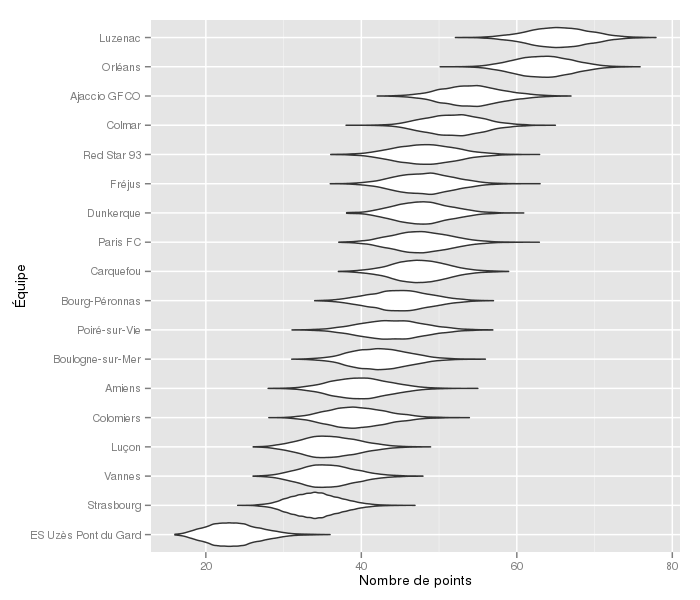 Luzenac
Orléans
Ajaccio GFCO
Colmar
Red Star 93
Fréjus
Dunkerque
Paris FC
Carquefou
Bourg-Péronnas
Poiré-sur-Vie
Boulogne-sur-Mer
Amiens
Colomiers
Luçon
Vannes
Strasbourg
ES Uzès Pont du Gard
Équipe
20 40 60 80
Nombre de points